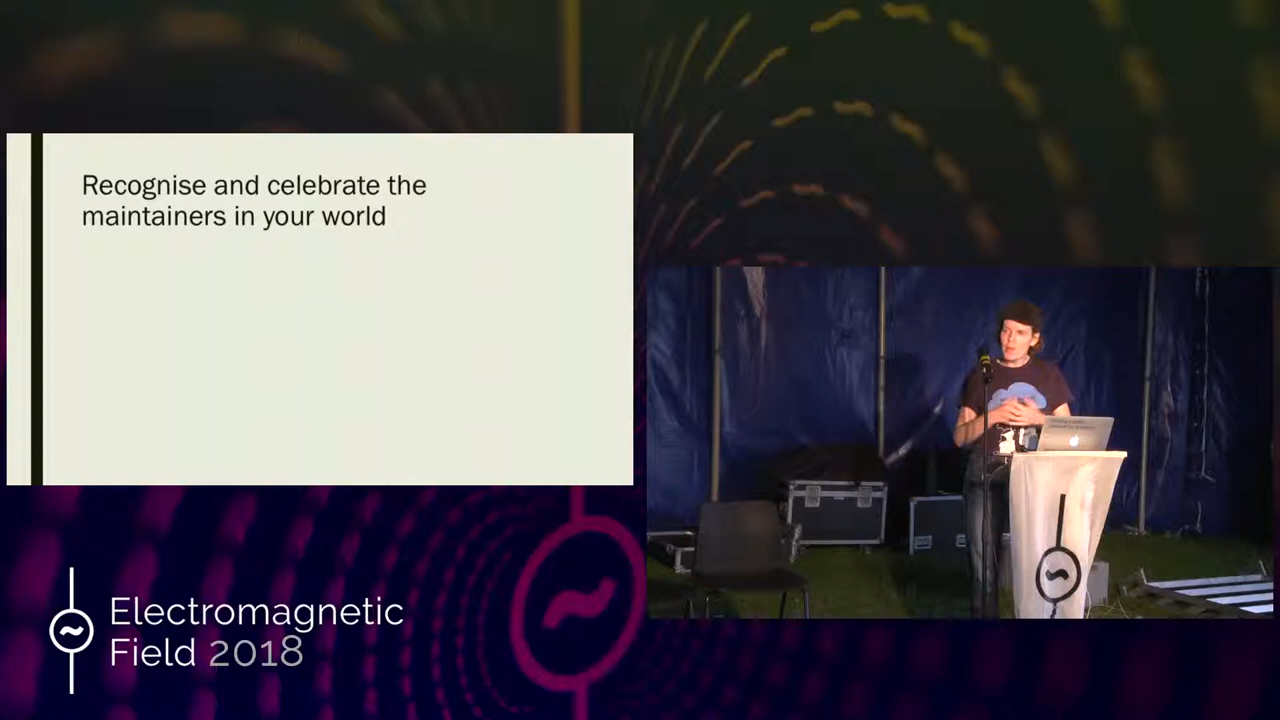 Recognise and celebrate the
maintainers in your world
Electromagnetic
Field 2018